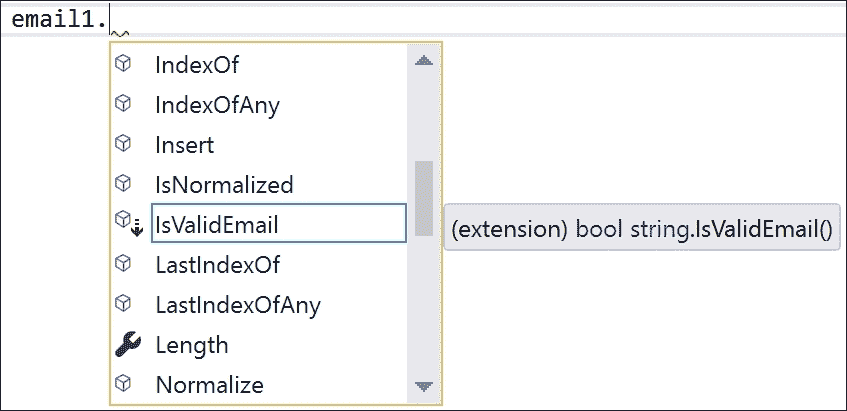 email1.
IndexOf
IndexOfAny
Insert
IsNormalized
IsValidEmail
(extension) bool string.IsValidEmail()
LastIndexOf
LastIndexOfAny
Length
Normalize